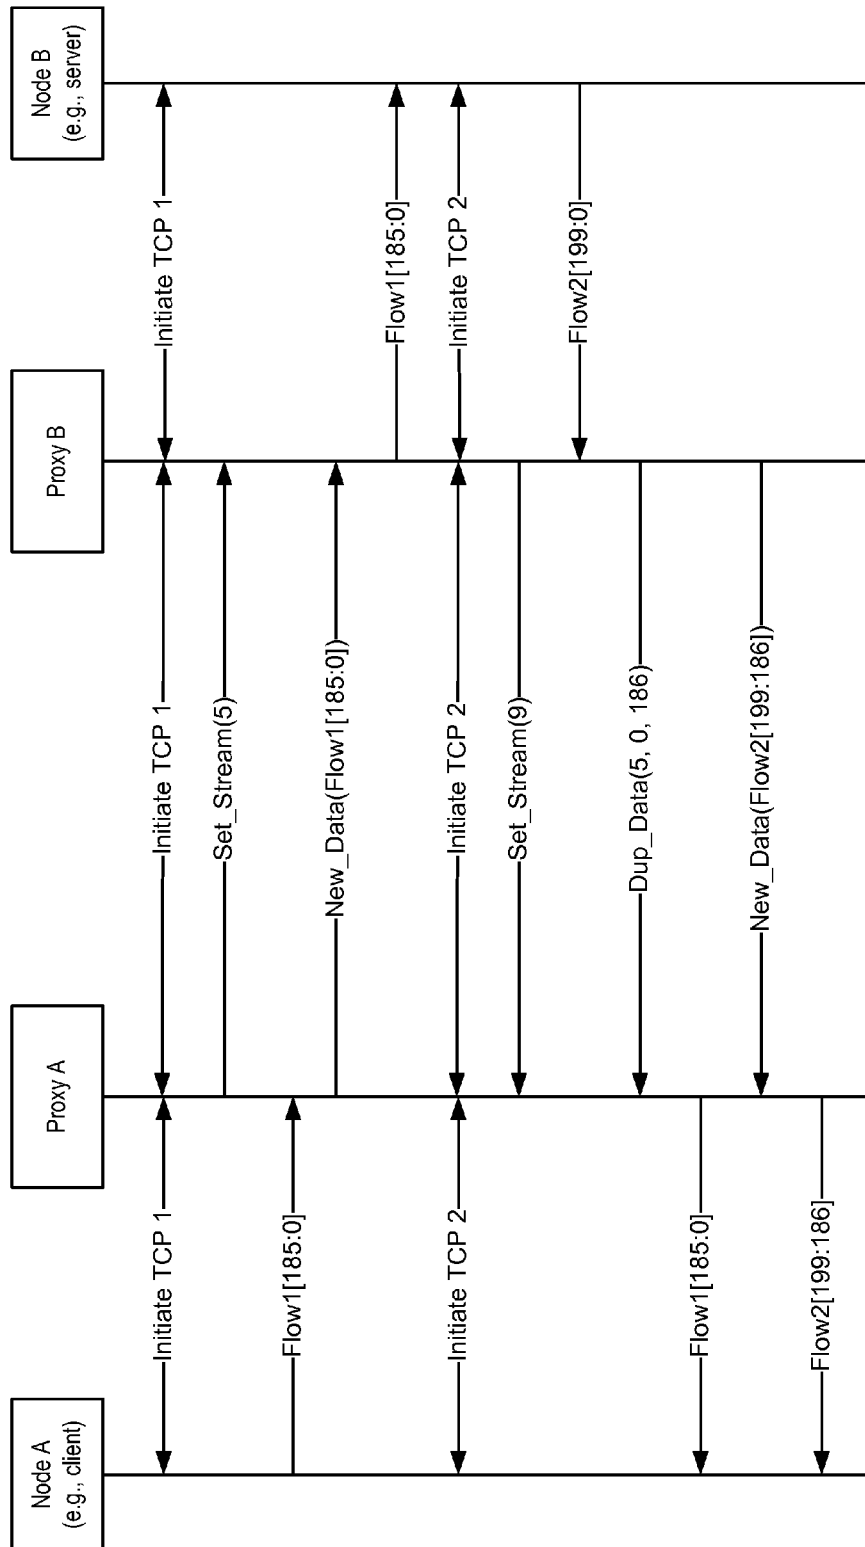 Node A
(e.g., client)
Proxy A
Proxy B
Node B
(e.g., server)
Initiate TCP 1
Initiate TCP 1
Initiate TCP 1
Set_Stream(5)
Flow1[185:0]
New_Data(Flow1[185:0])
Flow1[185:0]
Initiate TCP 2
Initiate TCP 2
Initiate TCP 2
Set_Stream(9)
Flow2[199:0]
Dup_Data(5, 0, 186)
Flow1[185:0]
New_Data(Flow2[199:186])
Flow2[199:186]